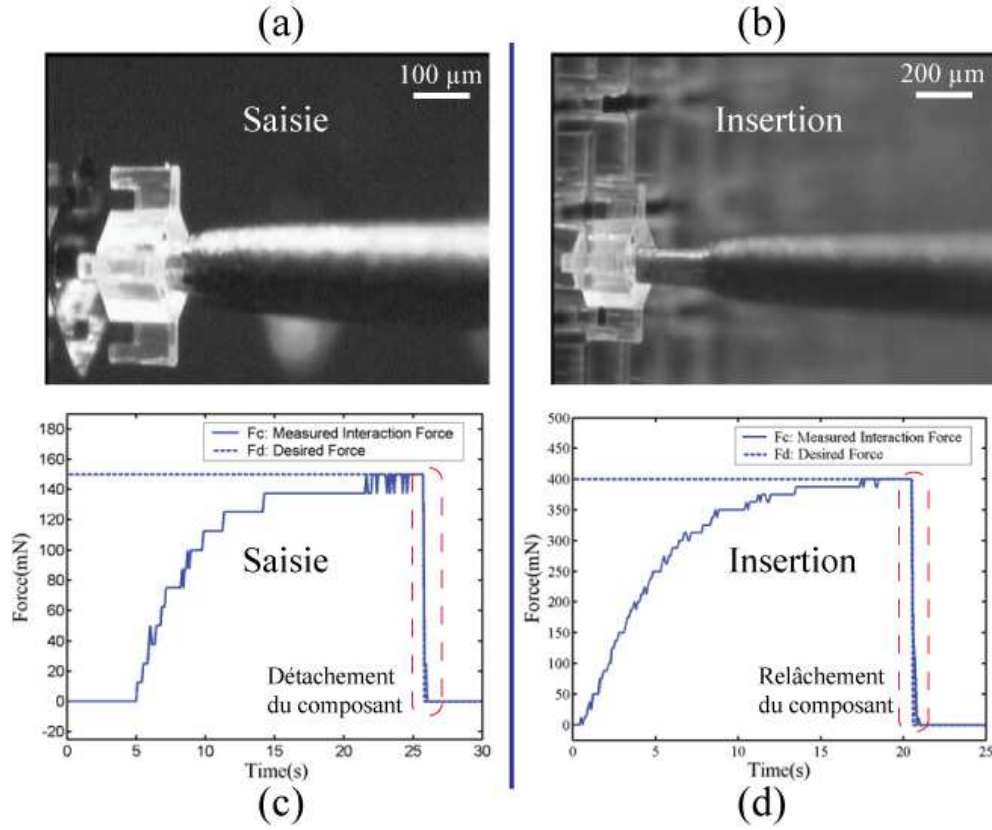 (a)
(b)
100 µm
Saisie
200 µm
Insertion
180
160
140
120
100
80
60
40
20
0
-20
Force(mN)
Fc: Measured Interaction Force
Fd: Desired Force
Saisie
Détachement
du composant
0
5
10
15
20
25
30
Time(s)
(c)
500
450
400
350
300
250
200
150
100
50
0
Force(mN)
Fc: Measured Interaction Force
Fd: Desired Force
Insertion
Relâchement
du composant
0
5
10
15
20
25
Time(s)
(d)